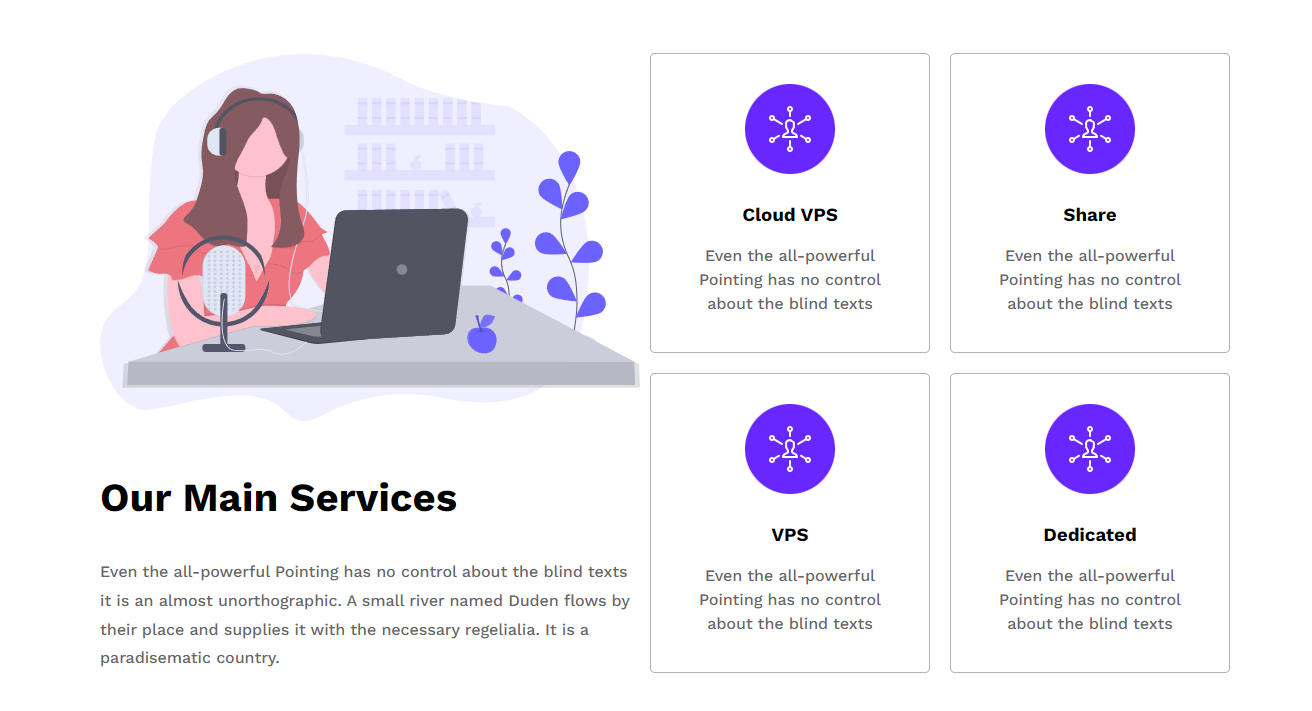 Our Main Services
Even the all-powerful Pointing has no control about the blind texts
it is an almost unorthographic. A small river named Duden flows by
their place and supplies it with the necessary regelialia. It is a
paradisematic country.
Cloud VPS
Even the all-powerful
Pointing has no control
about the blind texts
Share
Even the all-powerful
Pointing has no control
about the blind texts
VPS
Even the all-powerful
Pointing has no control
about the blind texts
Dedicated
Even the all-powerful
Pointing has no control
about the blind texts